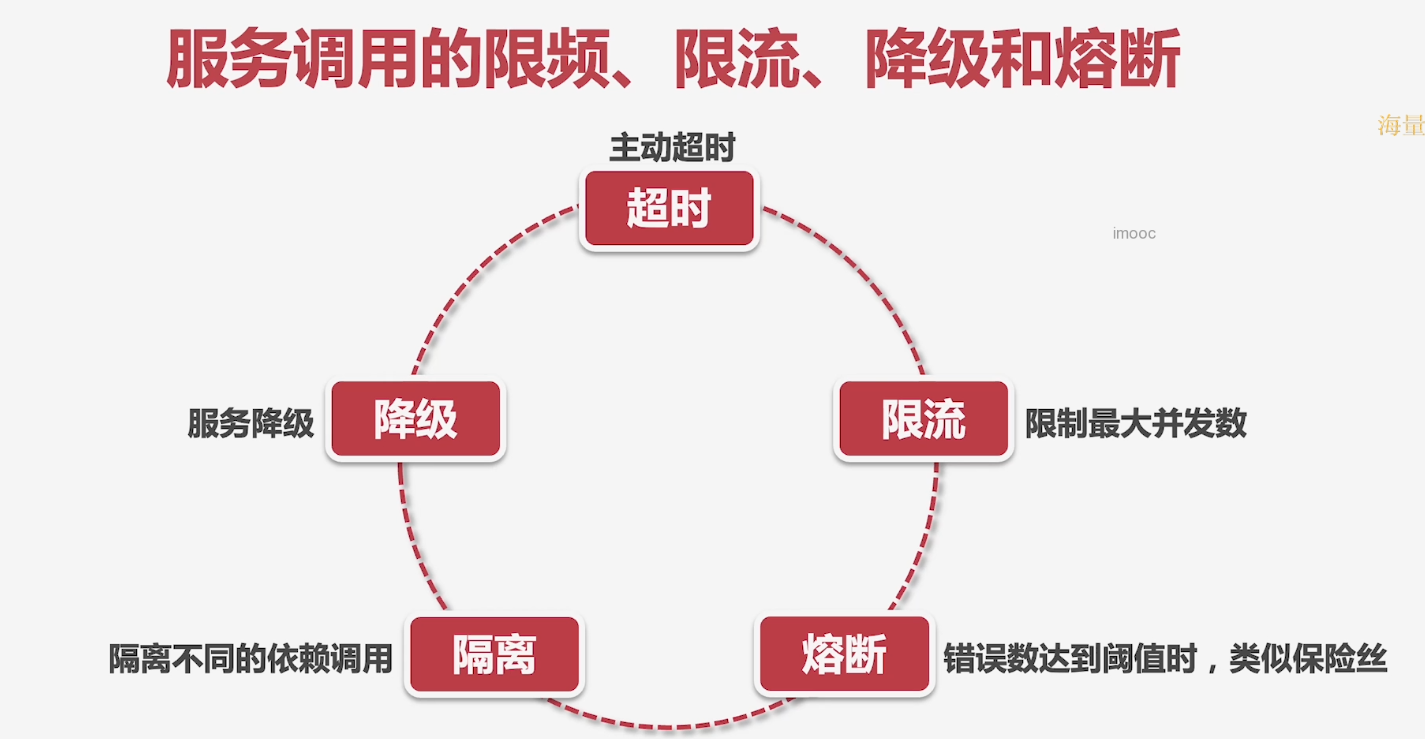 服务调用的限频、限流、降级和熔断
海量
主动超时
超时
imooc
服务降级
降级
限流
限制最大并发数
隔离不同的依赖调用
隔离
熔断
错误数达到阈值时，类似保险丝